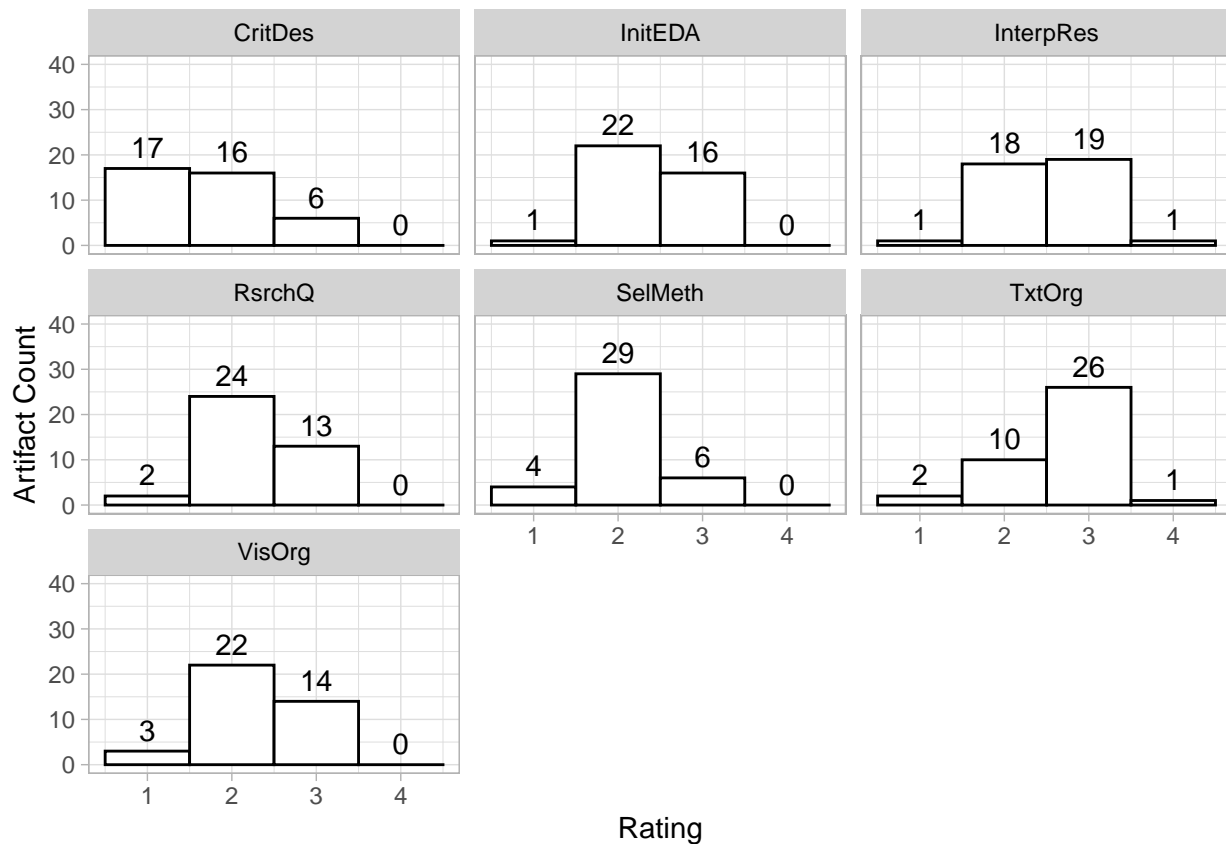 CritDes InitEDA InterpRes
40
30
20
10
0
17 16 6 0
1 22 16 0
1 18 19 1
RsrchQ SelMeth TxtOrg
40
30
20
10
0
2 24 13 0
4 29 6 0
2 10 26 1
1 2 3 4
1 2 3 4
VisOrg
40
30
20
10
0
3 22 14 0
1 2 3 4
Artifact Count
Rating